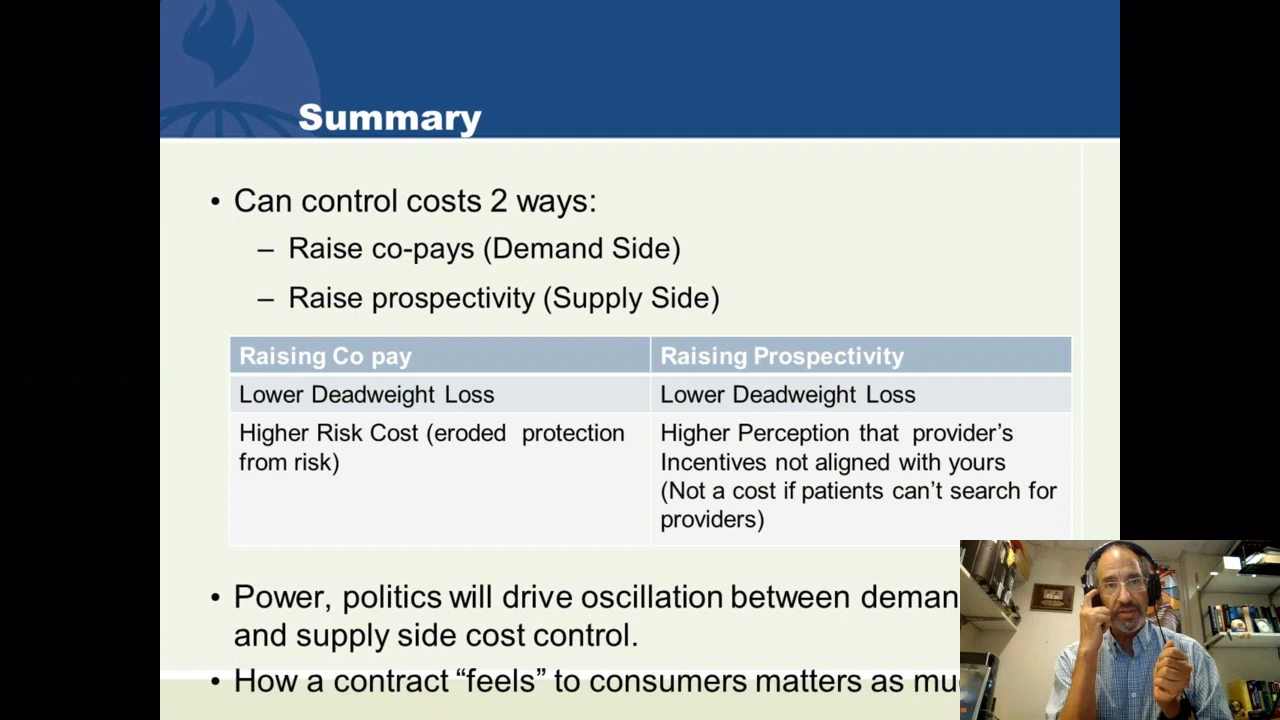 Summary
• Can control costs 2 ways:
– Raise co-pays (Demand Side)
– Raise prospectivity (Supply Side)
Raising Co pay
Raising Prospectivity
Lower Deadweight Loss
Lower Deadweight Loss
Higher Risk Cost (eroded protection
from risk)
Higher Perception that provider’s
Incentives not aligned with yours
(Not a cost if patients can’t search for
providers)
• Power, politics will drive oscillation between deman
and supply side cost control.
• How a contract “feels” to consumers matters as mu